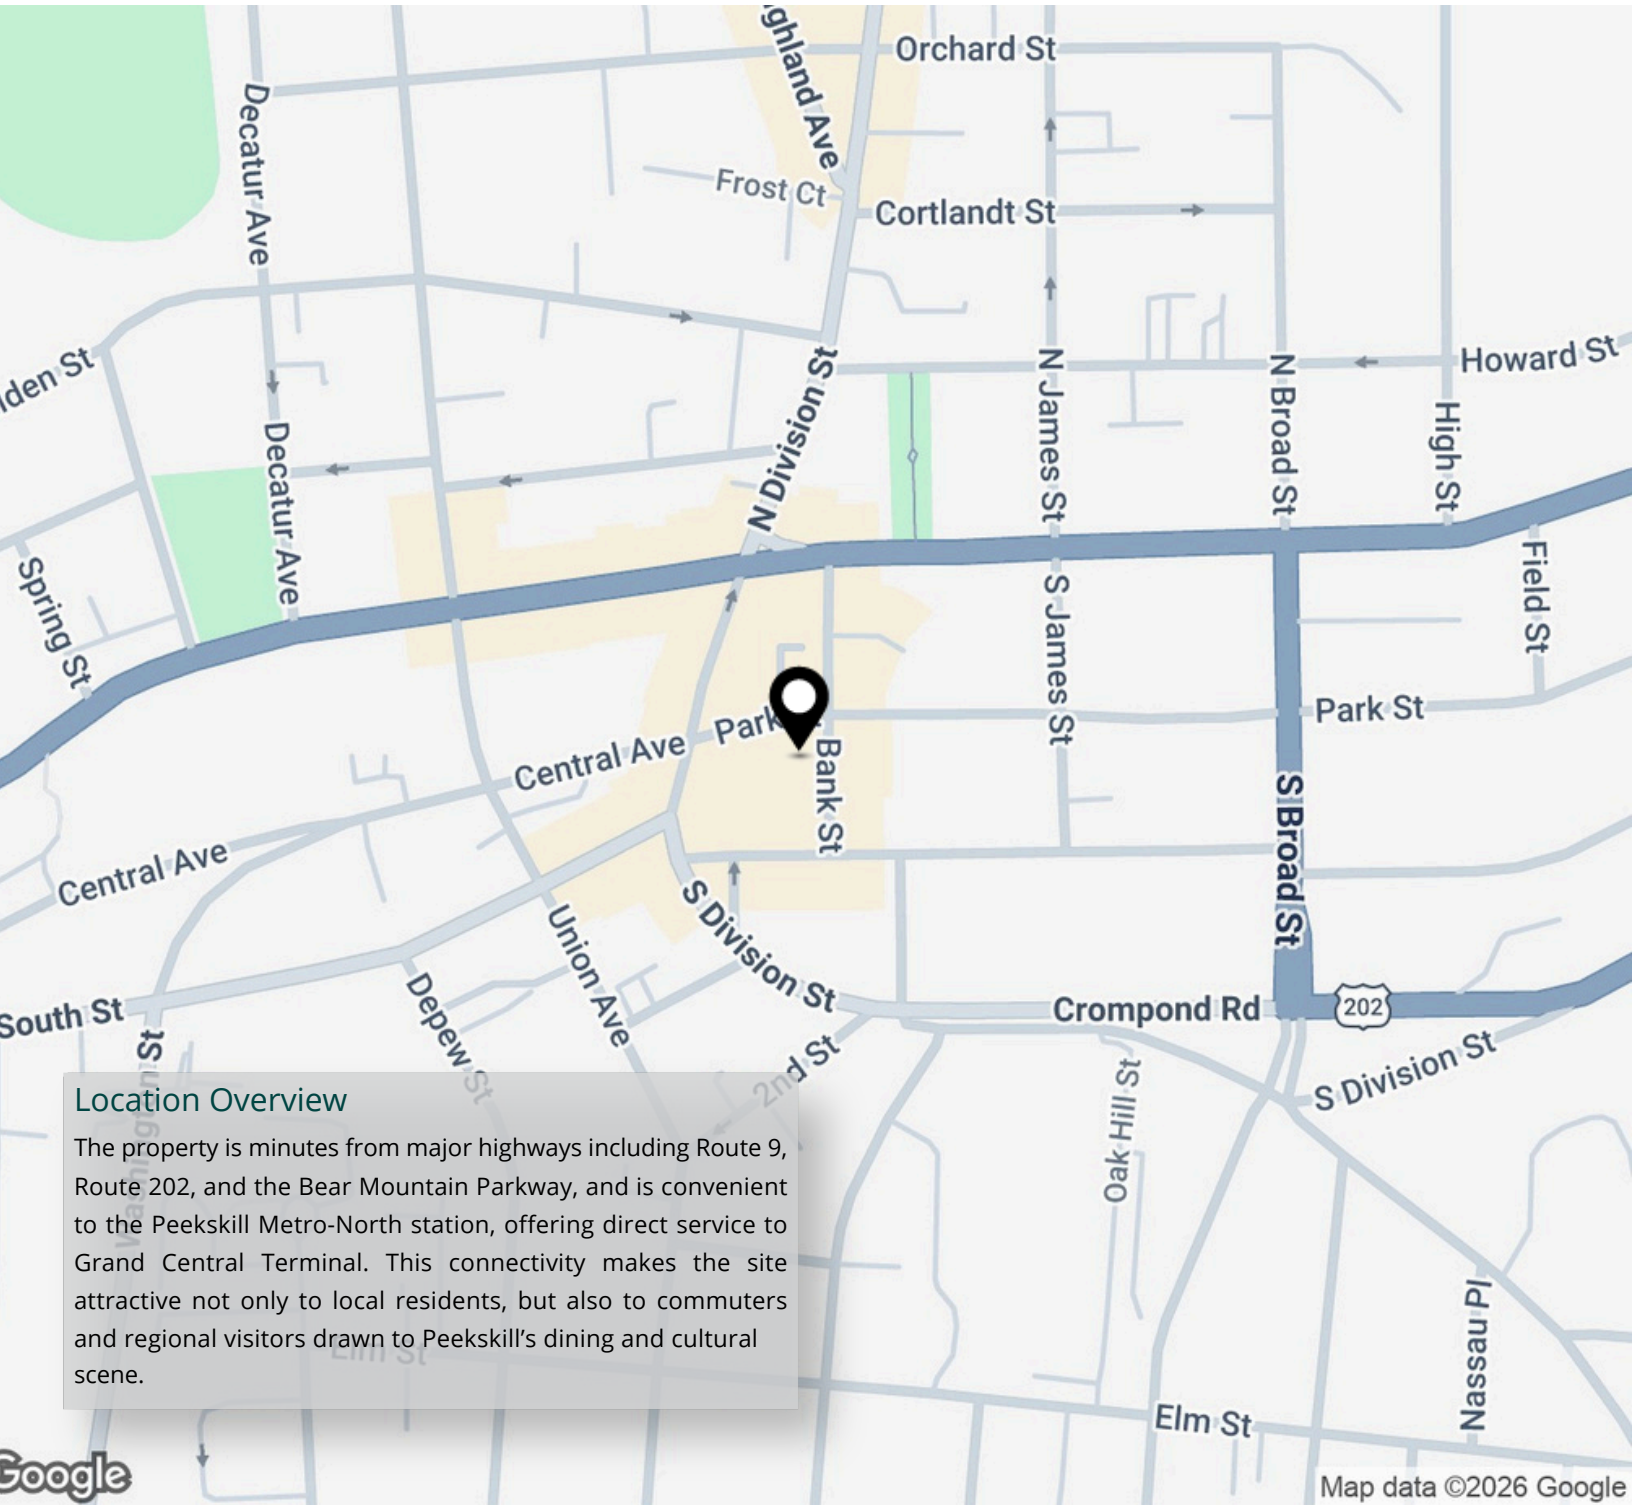 ghland Ave
Orchard St
Decatur Ave
Frost Ct
Cortlandt St
lden St
N Division St
N James St
N Broad St
Howard St
High St
Decatur Ave
Spring St
Field St
S James St
Park
Park St
Central Ave
Bank St
S Broad St
Central Ave
S Division St
Union Ave
South St
Depew St
Crompond Rd
202
Washington St
2nd St
Oak Hill St
S Division St
Location Overview
The property is minutes from major highways including Route 9,
Route 202, and the Bear Mountain Parkway, and is convenient
to the Peekskill Metro-North station, offering direct service to
Grand Central Terminal. This connectivity makes the site
attractive not only to local residents, but also to commuters
and regional visitors drawn to Peekskill’s dining and cultural
scene.
Elm St
Nassau Pl
Elm St
Google
Map data ©2026 Google